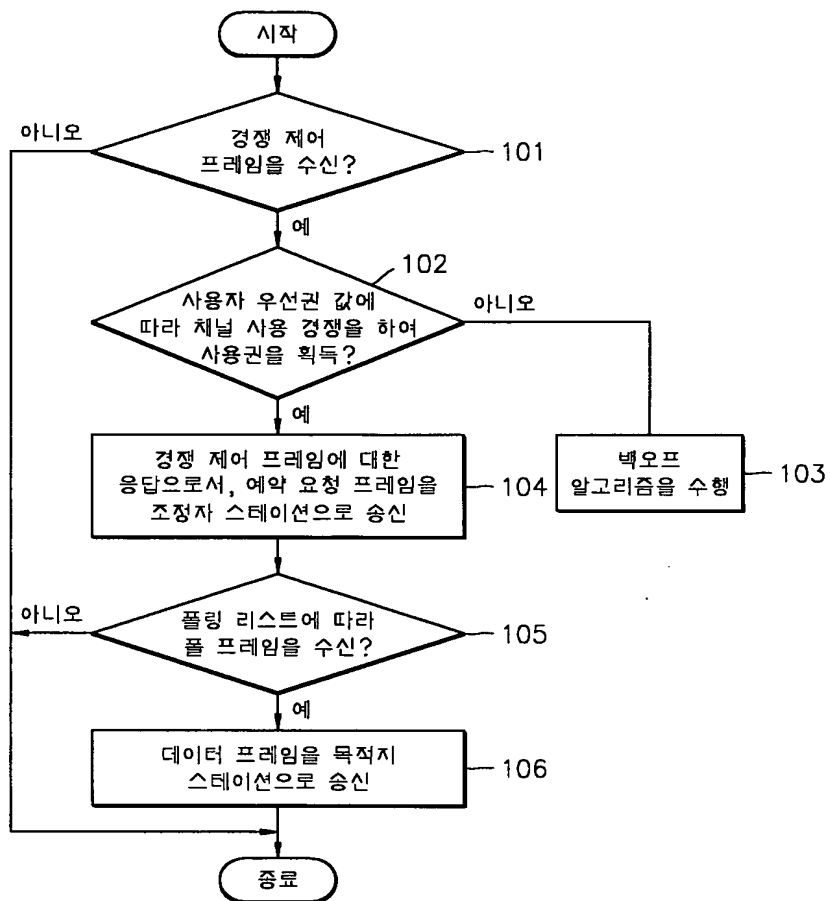 시작
아니오
경쟁 제어
프레임을 수신?
101
예
102
사용자 우선권 값에
따라 채널 사용 경쟁을 하여
사용권을 획득?
아니오
예
경쟁 제어 프레임에 대한
응답으로서, 예약 요청 프레임을
조정자 스테이션으로 송신
104
백오프
알고리즘을 수행
103
아니오
폴링 리스트에 따라
폴 프레임을 수신?
105
예
데이터 프레임을 목적지
스테이션으로 송신
106
종료